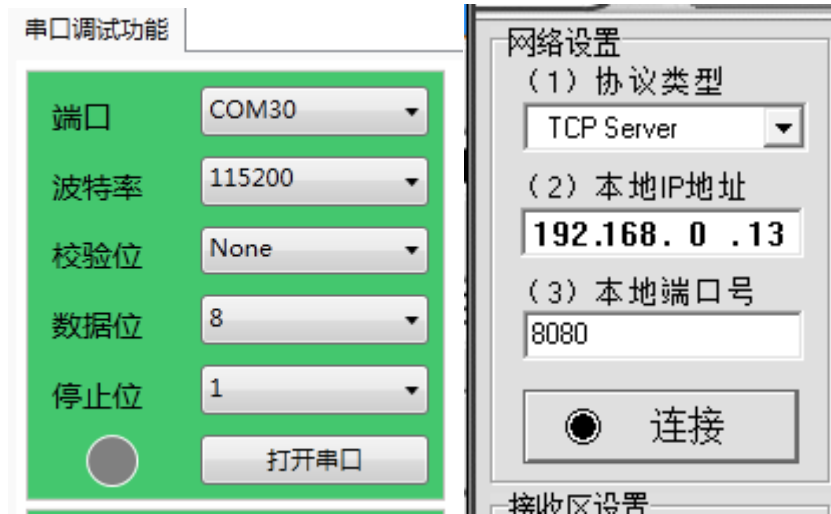 串口调试功能
端口
COM30
波特率
115200
校验位
None
数据位
8
停止位
1
打开串口
网络设置
（1）协议类型
TCP Server
（2）本地IP地址
192.168. 0 .13
（3）本地端口号
8080
连接
接收区设置